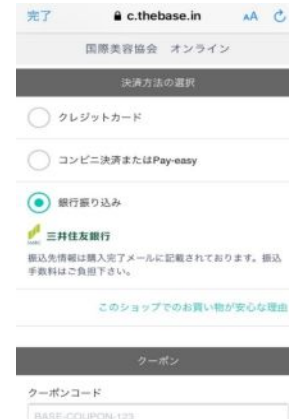 完了
c.thebase.in
AA
国際美容協会 オンライン
決済方法の選択
クレジットカード
コンビニ決済またはPay-easy
銀行振り込み
三井住友銀行
振込先情報は購入完了メールに記載されております。振込
手数料はご負担下さい。
このショップでのお買い物が安心な理由
クーポン
クーポンコード
BASE-COUPON-123